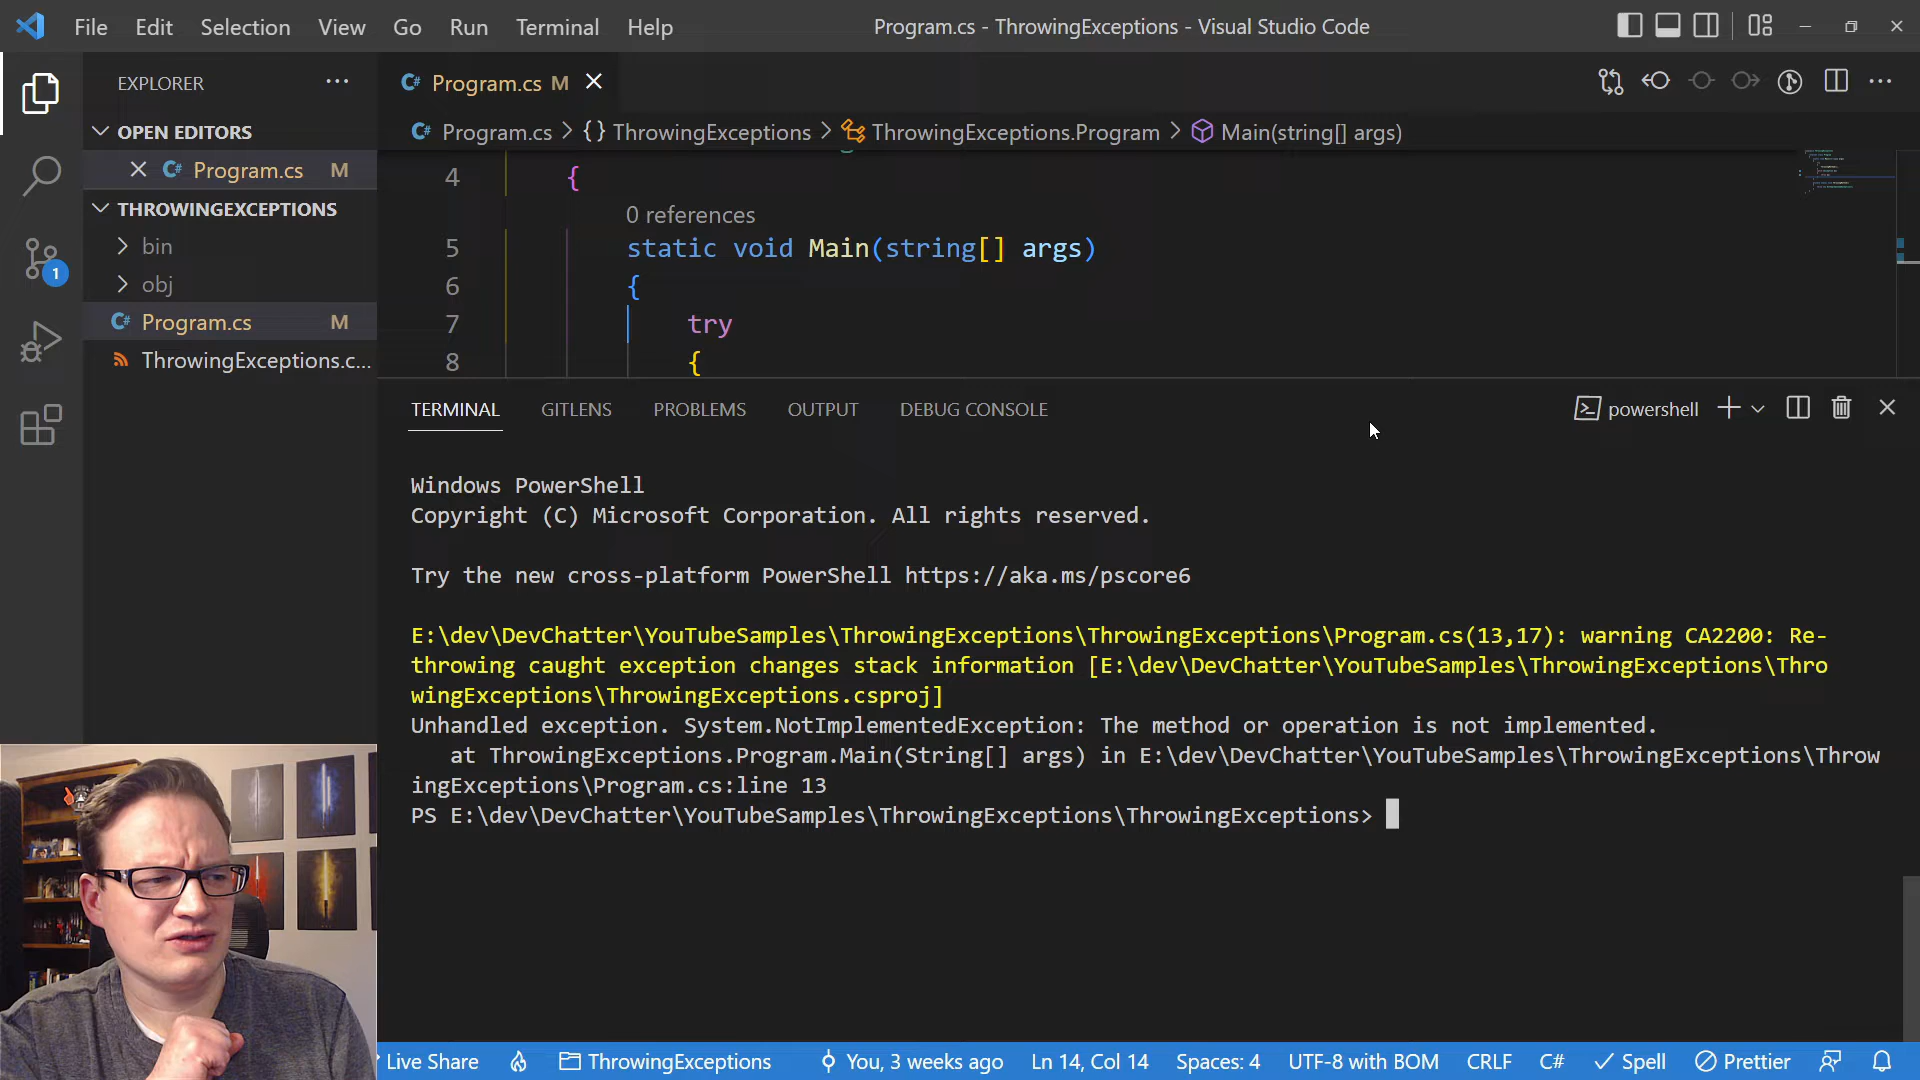 File Edit Selection View Go Run Terminal Help
Program.cs - ThrowingExceptions - Visual Studio Code
EXPLORER
OPEN EDITORS
Program.cs M
THROWINGEXCEPTIONS
bin
obj
Program.cs M
ThrowingExceptions.c...
1
Program.cs M
Program.cs > {} ThrowingExceptions > ThrowingExceptions.Program > Main(string[] args)
4 {
0 references
5 static void Main(string[] args)
6 {
7 try
8 {
TERMINAL GITLENS PROBLEMS OUTPUT DEBUG CONSOLE
powershell
Windows PowerShell
Copyright (C) Microsoft Corporation. All rights reserved.
Try the new cross-platform PowerShell https://aka.ms/pscore6
E:\dev\DevChatter\YouTubeSamples\ThrowingExceptions\ThrowingExceptions\Program.cs(13,17): warning CA2200: Re-
throwing caught exception changes stack information [E:\dev\DevChatter\YouTubeSamples\ThrowingExceptions\Thro
wingExceptions\ThrowingExceptions.csproj]
Unhandled exception. System.NotImplementedException: The method or operation is not implemented.
at ThrowingExceptions.Program.Main(String[] args) in E:\dev\DevChatter\YouTubeSamples\ThrowingExceptions\Throw
ingExceptions\Program.cs:line 13
PS E:\dev\DevChatter\YouTubeSamples\ThrowingExceptions\ThrowingExceptions>
Live Share ThrowingExceptions You, 3 weeks ago Ln 14, Col 14 Spaces: 4 UTF-8 with BOM CRLF C# Spell Prettier